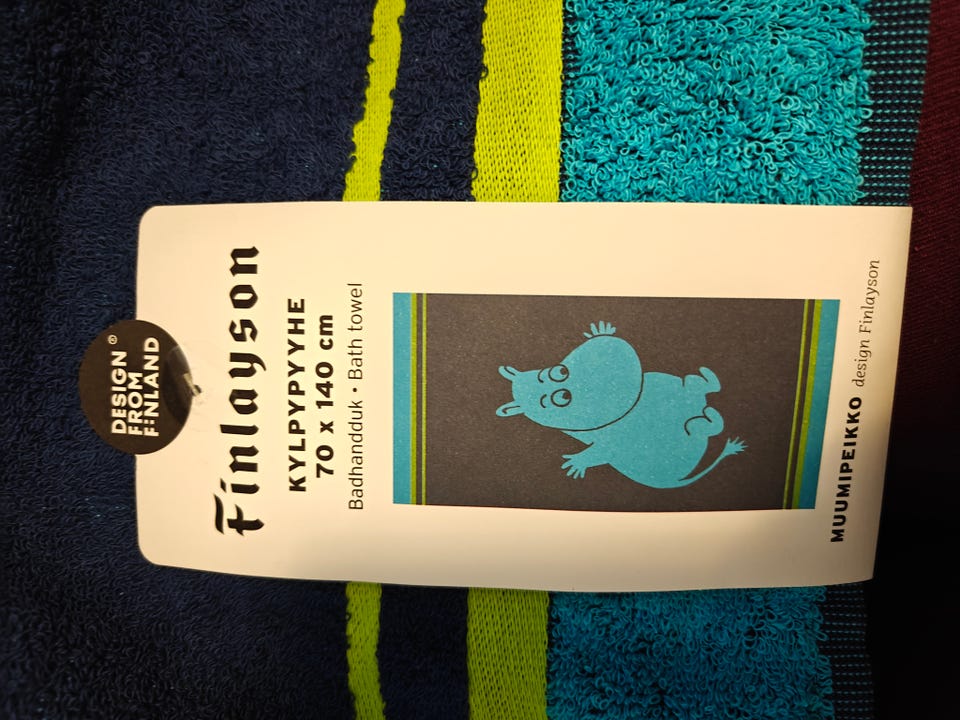 DESIGN®
FROM
FINLAND
Finlayson
KYLPYPYYHE
70 x 140 cm
Badhandduk • Bath towel
MUUMIPEIKKO design Finlayson